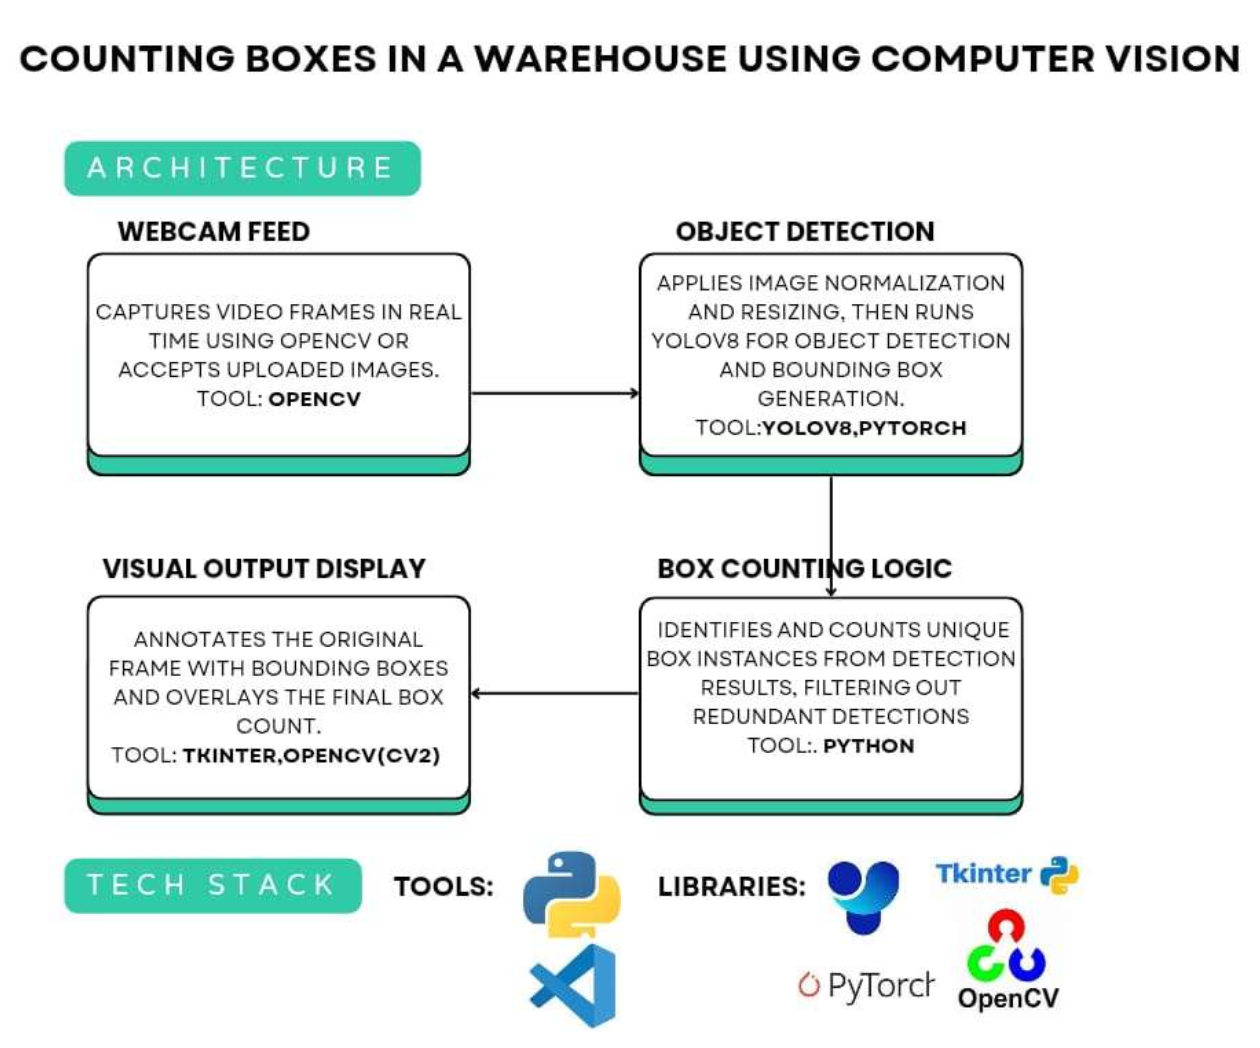 COUNTING BOXES IN A WAREHOUSE USING COMPUTER VISION
ARCHITECTURE
WEBCAM FEED
CAPTURES VIDEO FRAMES IN REAL
TIME USING OPENCV OR
ACCEPTS UPLOADED IMAGES.
TOOL: OPENCV
OBJECT DETECTION
APPLIES IMAGE NORMALIZATION
AND RESIZING, THEN RUNS
YOLOV8 FOR OBJECT DETECTION
AND BOUNDING BOX
GENERATION.
TOOL:YOLOV8,PYTORCH
VISUAL OUTPUT DISPLAY
ANNOTATES THE ORIGINAL
FRAME WITH BOUNDING BOXES
AND OVERLAYS THE FINAL BOX
COUNT.
TOOL: TKINTER,OPENCV(CV2)
BOX COUNTING LOGIC
IDENTIFIES AND COUNTS UNIQUE
BOX INSTANCES FROM DETECTION
RESULTS, FILTERING OUT
REDUNDANT DETECTIONS
TOOL:. PYTHON
TECH STACK
TOOLS:
LIBRARIES:
Tkinter
PyTorch
OpenCV